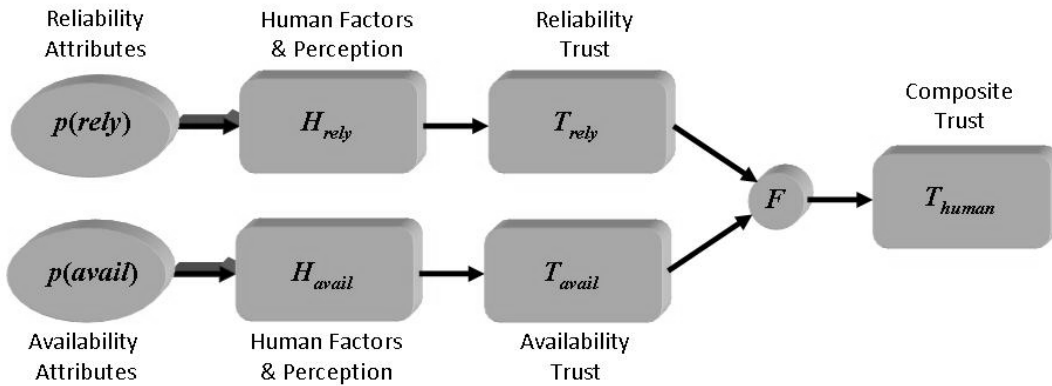 Reliability
Attributes
Human Factors
& Perception
Reliability
Trust
p(rely)
H_rely
T_rely
Composite
Trust
F
T_human
p(avail)
H_avail
T_avail
Availability
Attributes
Human Factors
& Perception
Availability
Trust